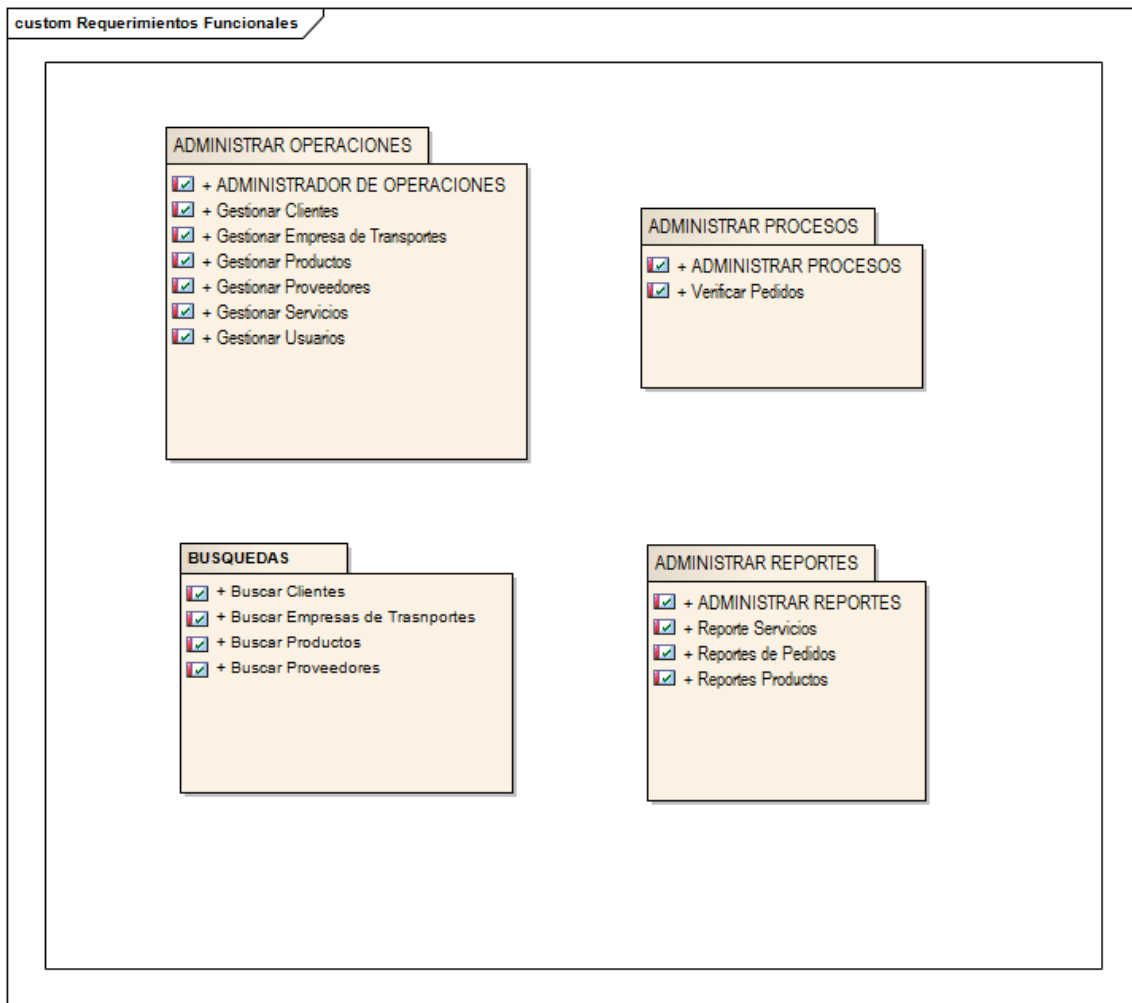 custom Requerimientos Funcionales
ADMINISTRAR OPERACIONES
+ ADMINISTRADOR DE OPERACIONES
+ Gestionar Clientes
+ Gestionar Empresa de Transportes
+ Gestionar Productos
+ Gestionar Proveedores
+ Gestionar Servicios
+ Gestionar Usuarios
ADMINISTRAR PROCESOS
+ ADMINISTRAR PROCESOS
+ Verificar Pedidos
BUSQUEDAS
+ Buscar Clientes
+ Buscar Empresas de Trasnportes
+ Buscar Productos
+ Buscar Proveedores
ADMINISTRAR REPORTES
+ ADMINISTRAR REPORTES
+ Reporte Servicios
+ Reportes de Pedidos
+ Reportes Productos